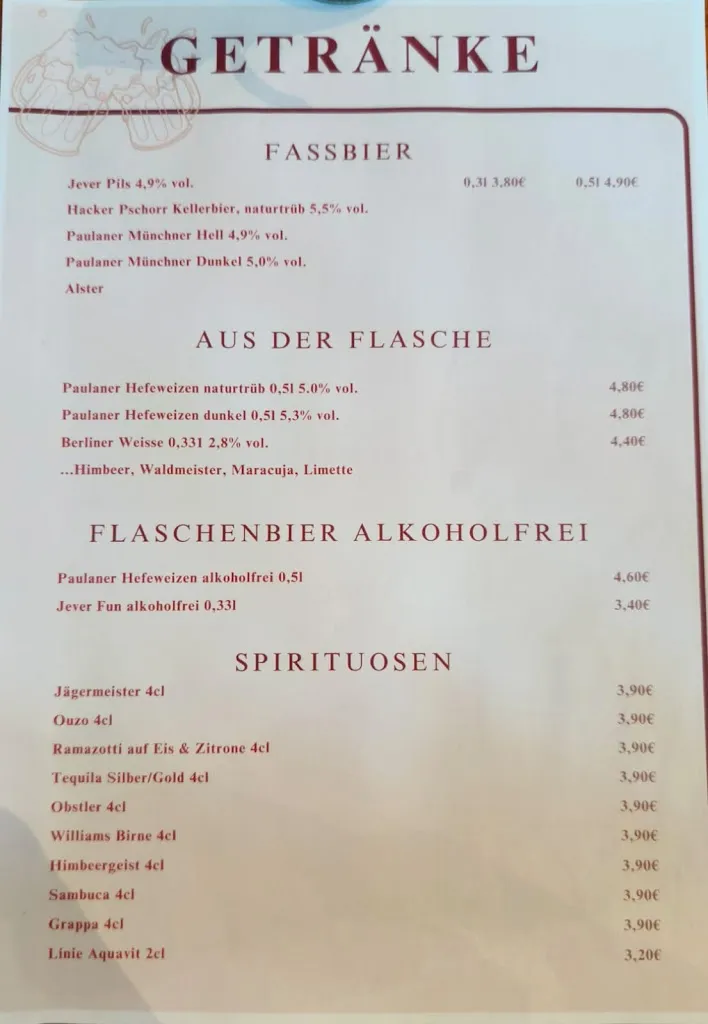 GETRÄNKE
FASSBIER
Jever Pils 4,9% vol. 0,3l 3,80€ 0,5l 4,90€
Hacker Pschorr Kellerbier, naturtrüb 5,5% vol.
Paulaner Münchner Hell 4,9% vol.
Paulaner Münchner Dunkel 5,0% vol.
Alster
AUS DER FLASCHE
Paulaner Hefeweizen naturtrüb 0,5l 5.0% vol. 4,80€
Paulaner Hefeweizen dunkel 0,5l 5,3% vol. 4,80€
Berliner Weisse 0,33l 2,8% vol. 4,40€
...Himbeer, Waldmeister, Maracuja, Limette
FLASCHENBIER ALKOHOLFREI
Paulaner Hefeweizen alkoholfrei 0,5l 4,60€
Jever Fun alkoholfrei 0,33l 3,40€
SPIRITUOSEN
Jägermeister 4cl 3,90€
Ouzo 4cl 3,90€
Ramazotti auf Eis & Zitrone 4cl 3,90€
Tequila Silber/Gold 4cl 3,90€
Obstler 4cl 3,90€
Williams Birne 4cl 3,90€
Himbeergeist 4cl 3,90€
Sambuca 4cl 3,90€
Grappa 4cl 3,90€
Linie Aquavit 2cl 3,20€